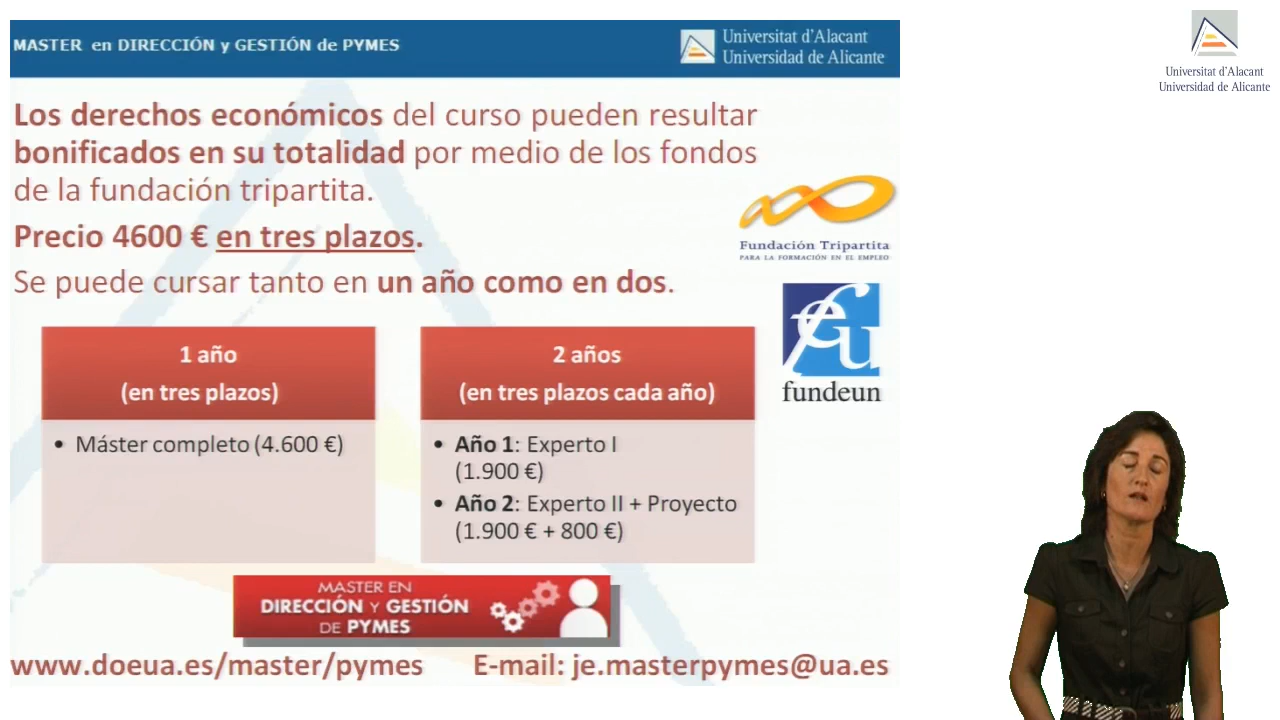 MASTER en DIRECCIÓN y GESTIÓN de PYMES
Universitat d'Alacant
Universidad de Alicante
Universitat d'Alacant
Universidad de Alicante
Los derechos económicos del curso pueden resultar
bonificados en su totalidad por medio de los fondos
de la fundación tripartita.
Precio 4600 € en tres plazos.
Se puede cursar tanto en un año como en dos.
Fundación Tripartita
PARA LA FORMACIÓN EN EL EMPLEO
feu
fundeun
1 año
(en tres plazos)
• Máster completo (4.600 €)
2 años
(en tres plazos cada año)
• Año 1: Experto I
(1.900 €)
• Año 2: Experto II + Proyecto
(1.900 € + 800 €)
MASTER EN
DIRECCIÓN Y GESTIÓN
DE PYMES
www.doeua.es/master/pymes E-mail: je.masterpymes@ua.es